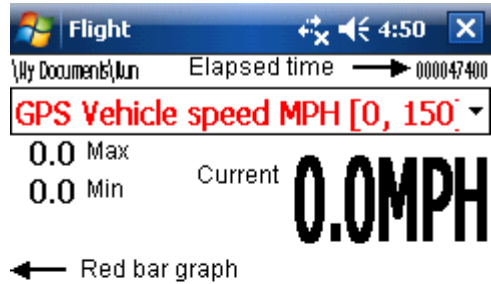 Flight 4:50
\My Documents\Run Elapsed time 000047400
GPS Vehicle speed MPH [0, 150]
0.0 Max
0.0 Min
Current 0.0MPH
Red bar graph